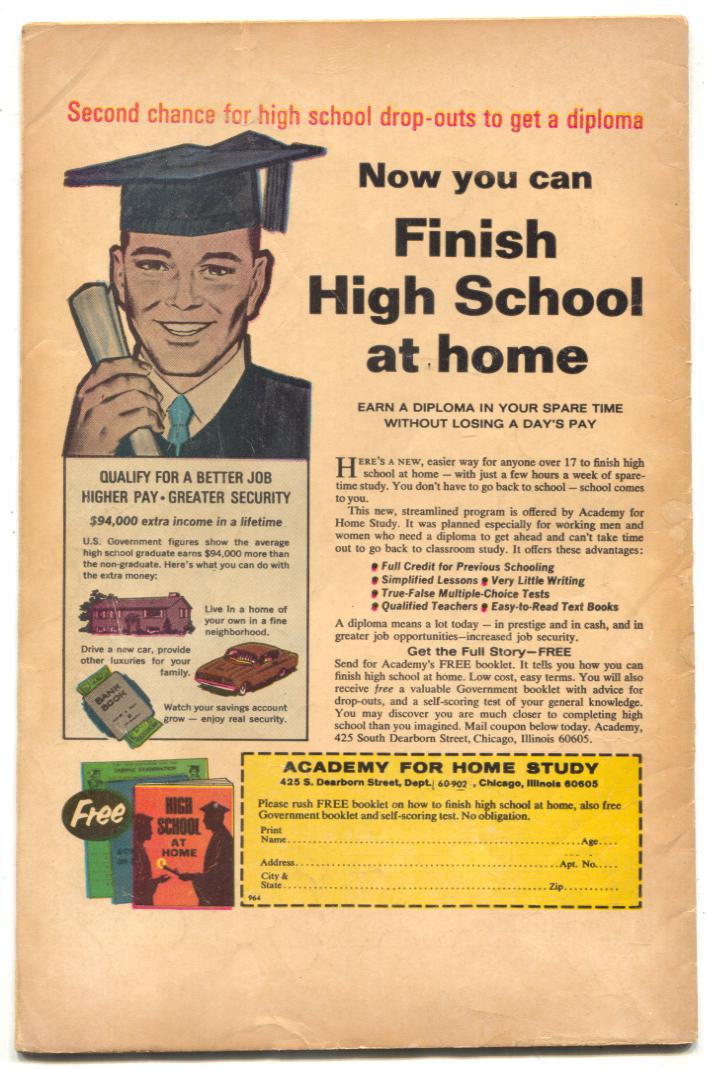 Second chance for high school drop-outs to get a diploma
Now you can
Finish
High School
at home
EARN A DIPLOMA IN YOUR SPARE TIME
WITHOUT LOSING A DAY'S PAY
QUALIFY FOR A BETTER JOB
HIGHER PAY • GREATER SECURITY
$94,000 extra income in a lifetime
U.S. Government figures show the average
high school graduate earns $94,000 more than
the non-graduate. Here's what you can do with
the extra money:
Live in a home of
your own in a fine
neighborhood.
Drive a new car, provide
other luxuries for your
family.
BANK
BOOK
Watch your savings account
grow — enjoy real security.
HERE'S A NEW, easier way for anyone over 17 to finish high
school at home — with just a few hours a week of spare-
time study. You don't have to go back to school — school comes
to you.
This new, streamlined program is offered by Academy for
Home Study. It was planned especially for working men and
women who need a diploma to get ahead and can't take time
out to go back to classroom study. It offers these advantages:
• Full Credit for Previous Schooling
• Simplified Lessons • Very Little Writing
• True-False Multiple-Choice Tests
• Qualified Teachers • Easy-to-Read Text Books
A diploma means a lot today — in prestige and in cash, and in
greater job opportunities—increased job security.
Get the Full Story—FREE
Send for Academy's FREE booklet. It tells you how you can
finish high school at home. Low cost, easy terms. You will also
receive free a valuable Government booklet with advice for
drop-outs, and a self-scoring test of your general knowledge.
You may discover you are much closer to completing high
school than you imagined. Mail coupon below today. Academy,
425 South Dearborn Street, Chicago, Illinois 60605.
Free
SAMPLE EXAMINATION
HIGH
SCHOOL
AT
HOME
ACADEMY FOR HOME STUDY
425 S. Dearborn Street, Dept. 60-902 , Chicago, Illinois 60605
Please rush FREE booklet on how to finish high school at home, also free
Government booklet and self-scoring test. No obligation.
Print
Name Age
Address Apt. No.
City &
State Zip
964